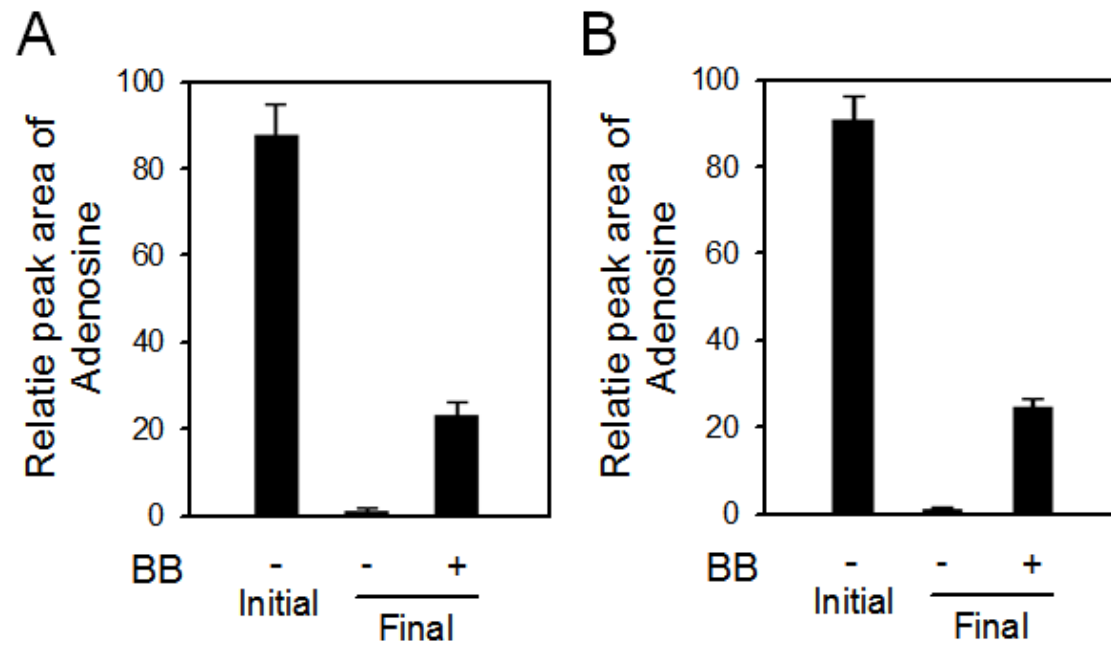 A
Relatie peak area of
Adenosine
100
80
60
40
20
0
BB - - +
Initial
Final
B
Relatie peak area of
Adenosine
100
80
60
40
20
0
BB - - +
Initial
Final